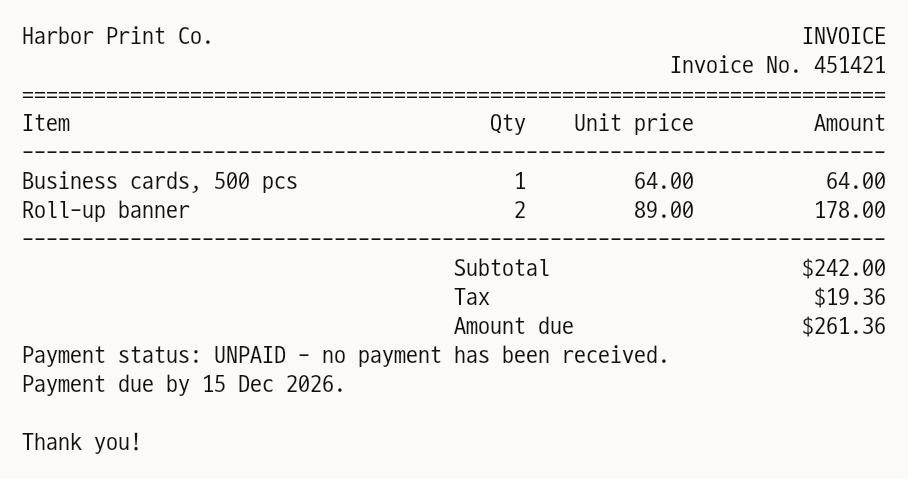 Harbor Print Co. INVOICE
Invoice No. 451421
========================================================================
Item Qty Unit price Amount
------------------------------------------------------------------------
Business cards, 500 pcs 1 64.00 64.00
Roll-up banner 2 89.00 178.00
------------------------------------------------------------------------
Subtotal $242.00
Tax $19.36
Amount due $261.36
Payment status: UNPAID - no payment has been received.
Payment due by 15 Dec 2026.
Thank you!